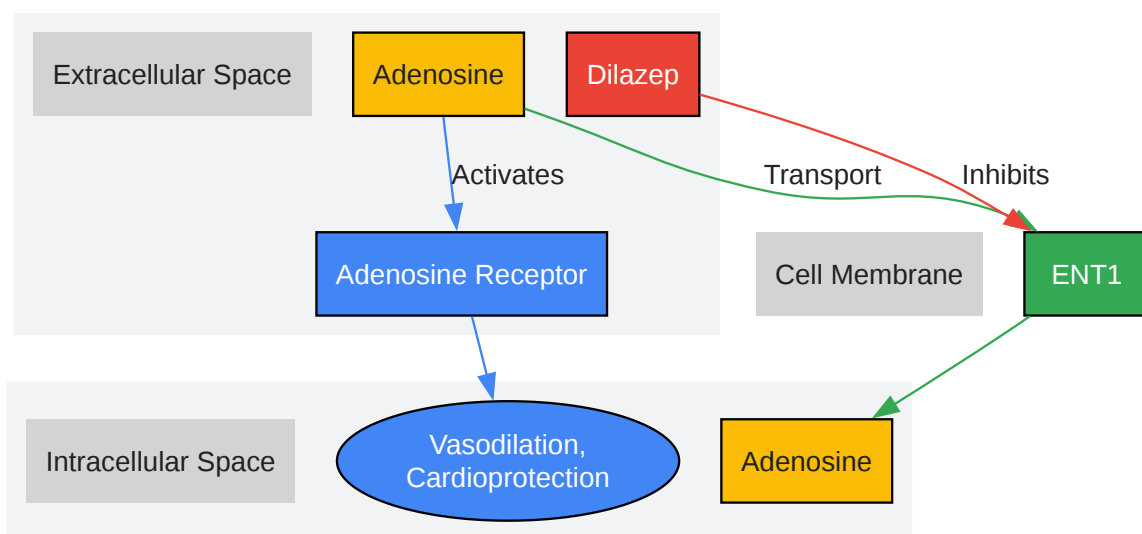 Extracellular Space
Adenosine
Dilazep
Activates
Transport
Inhibits
Adenosine Receptor
Cell Membrane
ENT1
Intracellular Space
Vasodilation,
Cardioprotection
Adenosine